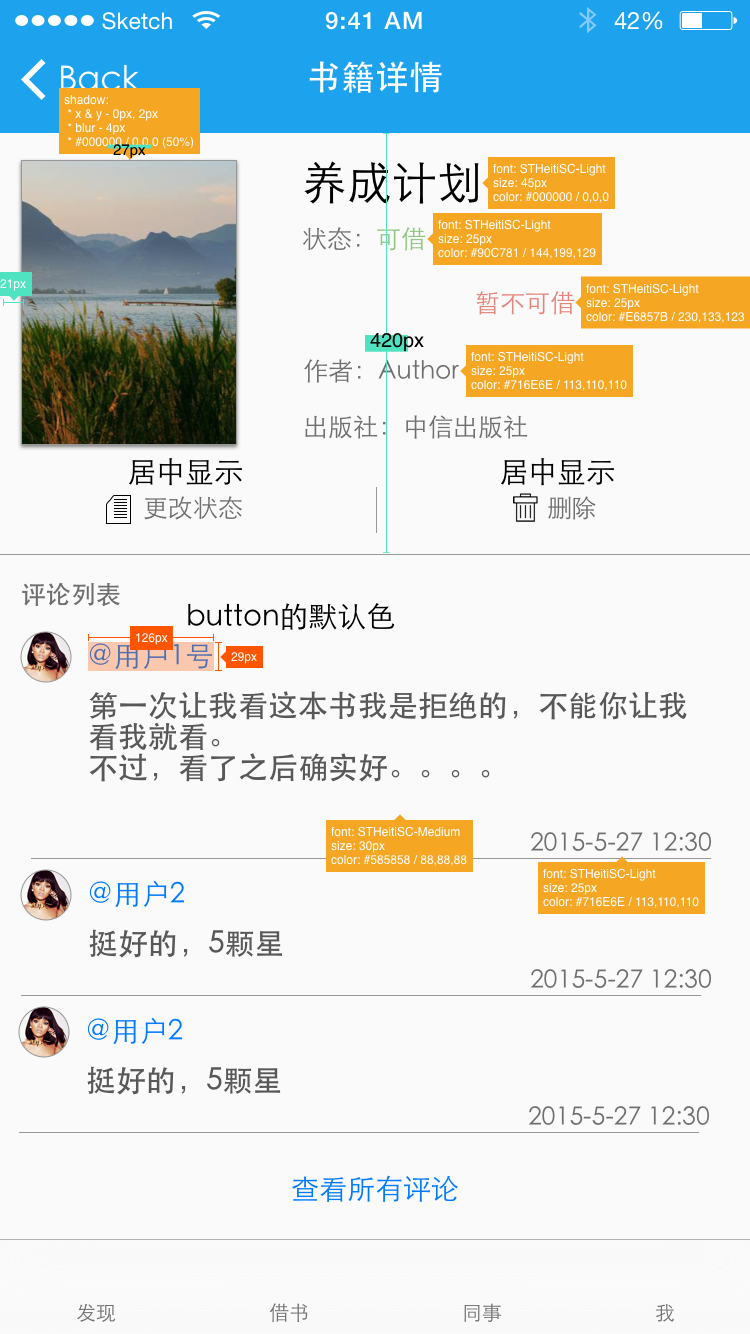 Sketch 9:41 AM 42%
Back 书籍详情
shadow:
* x & y - 0px, 2px
* blur - 4px
* #000000 / 0,0,0 (50%)
27px
养成计划
font: STHeitiSC-Light
size: 45px
color: #000000 / 0,0,0
状态：可借
font: STHeitiSC-Light
size: 25px
color: #90C781 / 144,199,129
21px
暂不可借
font: STHeitiSC-Light
size: 25px
color: #E6857B / 230,133,123
420px
作者：Author
font: STHeitiSC-Light
size: 25px
color: #716E6E / 113,110,110
出版社：中信出版社
居中显示 居中显示
更改状态 删除
评论列表
button的默认色
126px
@用户1号 29px
第一次让我看这本书我是拒绝的，不能你让我
看我就看。
不过，看了之后确实好。。。。
font: STHeitiSC-Medium
size: 30px
color: #585858 / 88,88,88
2015-5-27 12:30
font: STHeitiSC-Light
size: 25px
color: #716E6E / 113,110,110
@用户2
挺好的，5颗星
2015-5-27 12:30
@用户2
挺好的，5颗星
2015-5-27 12:30
查看所有评论
发现 借书 同事 我